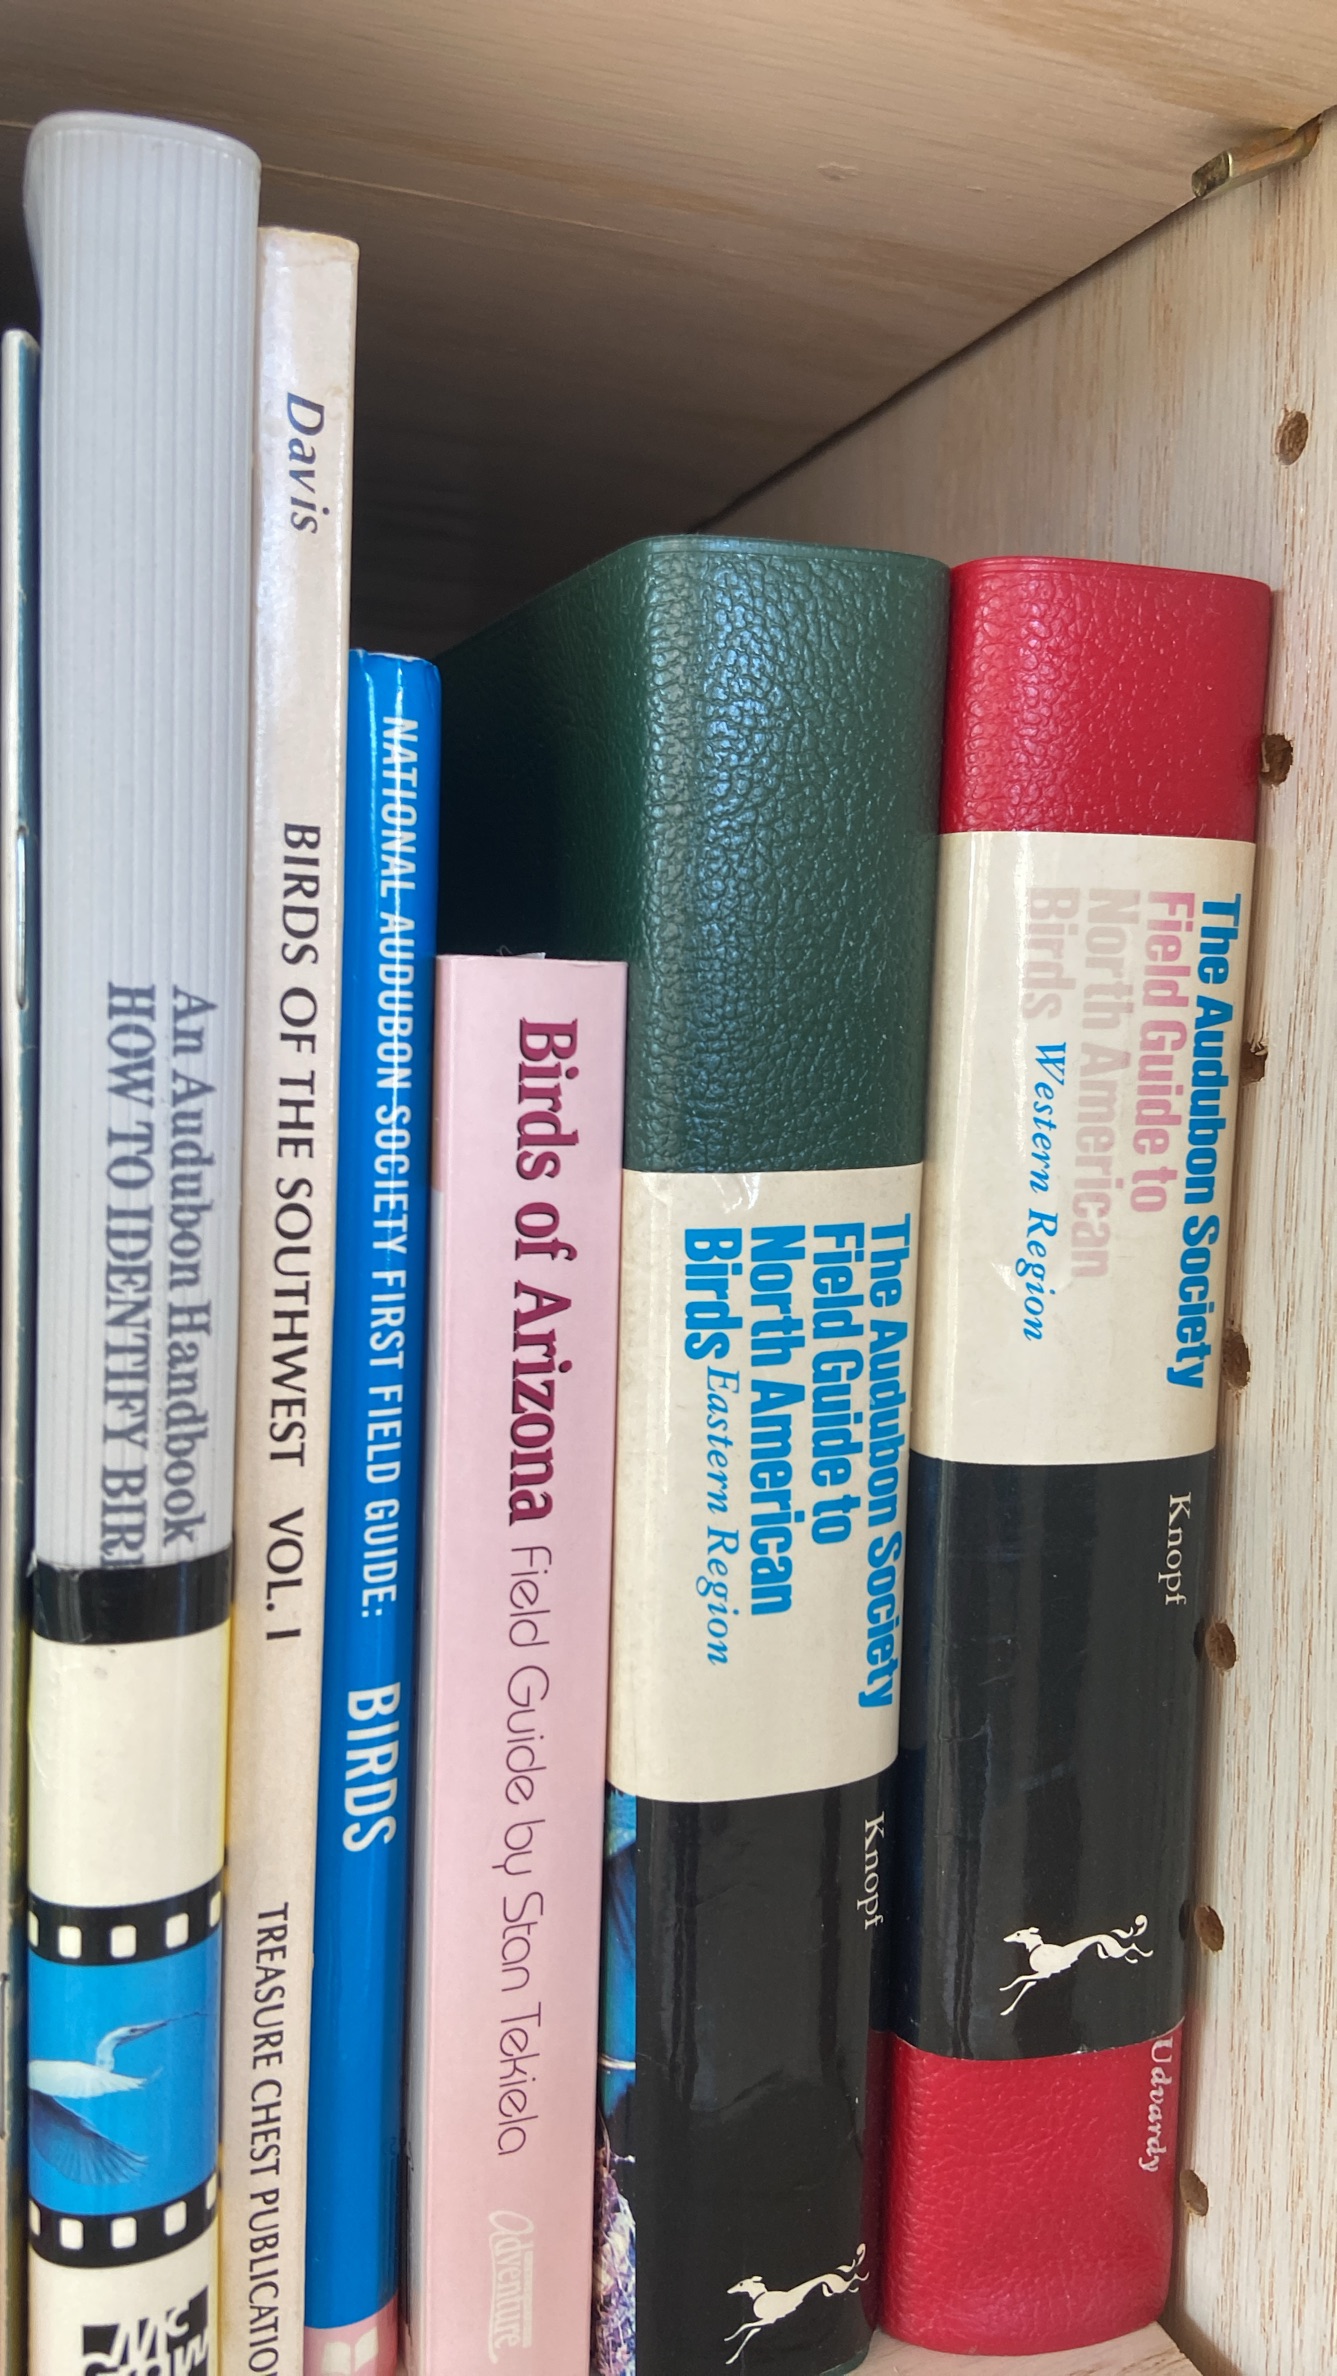 An Audubon Handbook
HOW TO IDENTIFY BIR
Davis
BIRDS OF THE SOUTHWEST VOL. I
TREASURE CHEST PUBLICATIO
NATIONAL AUDUBON SOCIETY FIRST FIELD GUIDE: BIRDS
Birds of Arizona Field Guide by Stan Tekiela
Adventure
The Audubon Society
Field Guide to
North American
Birds Eastern Region
Knopf
The Audubon Society
Field Guide to
North American
Birds Western Region
Knopf
Udvardy